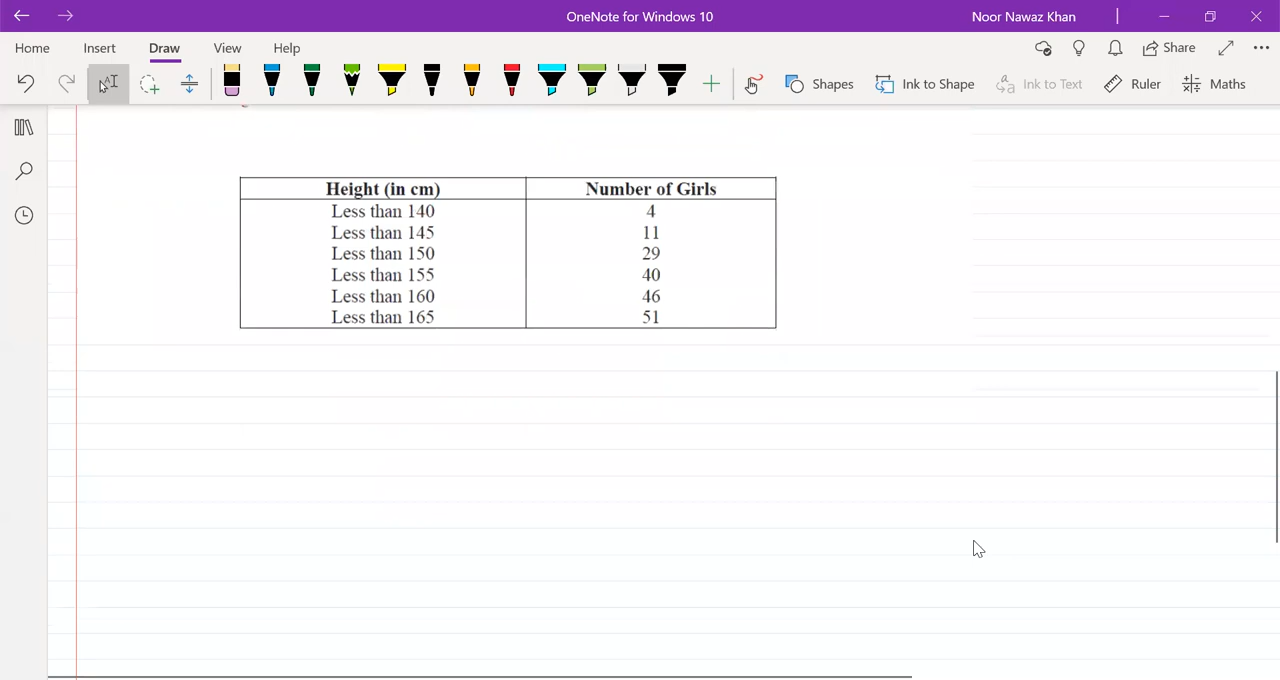 OneNote for Windows 10
Noor Nawaz Khan
Home Insert Draw View Help
Share
Shapes Ink to Shape Ink to Text Ruler Maths
Height (in cm) Number of Girls
Less than 140 4
Less than 145 11
Less than 150 29
Less than 155 40
Less than 160 46
Less than 165 51